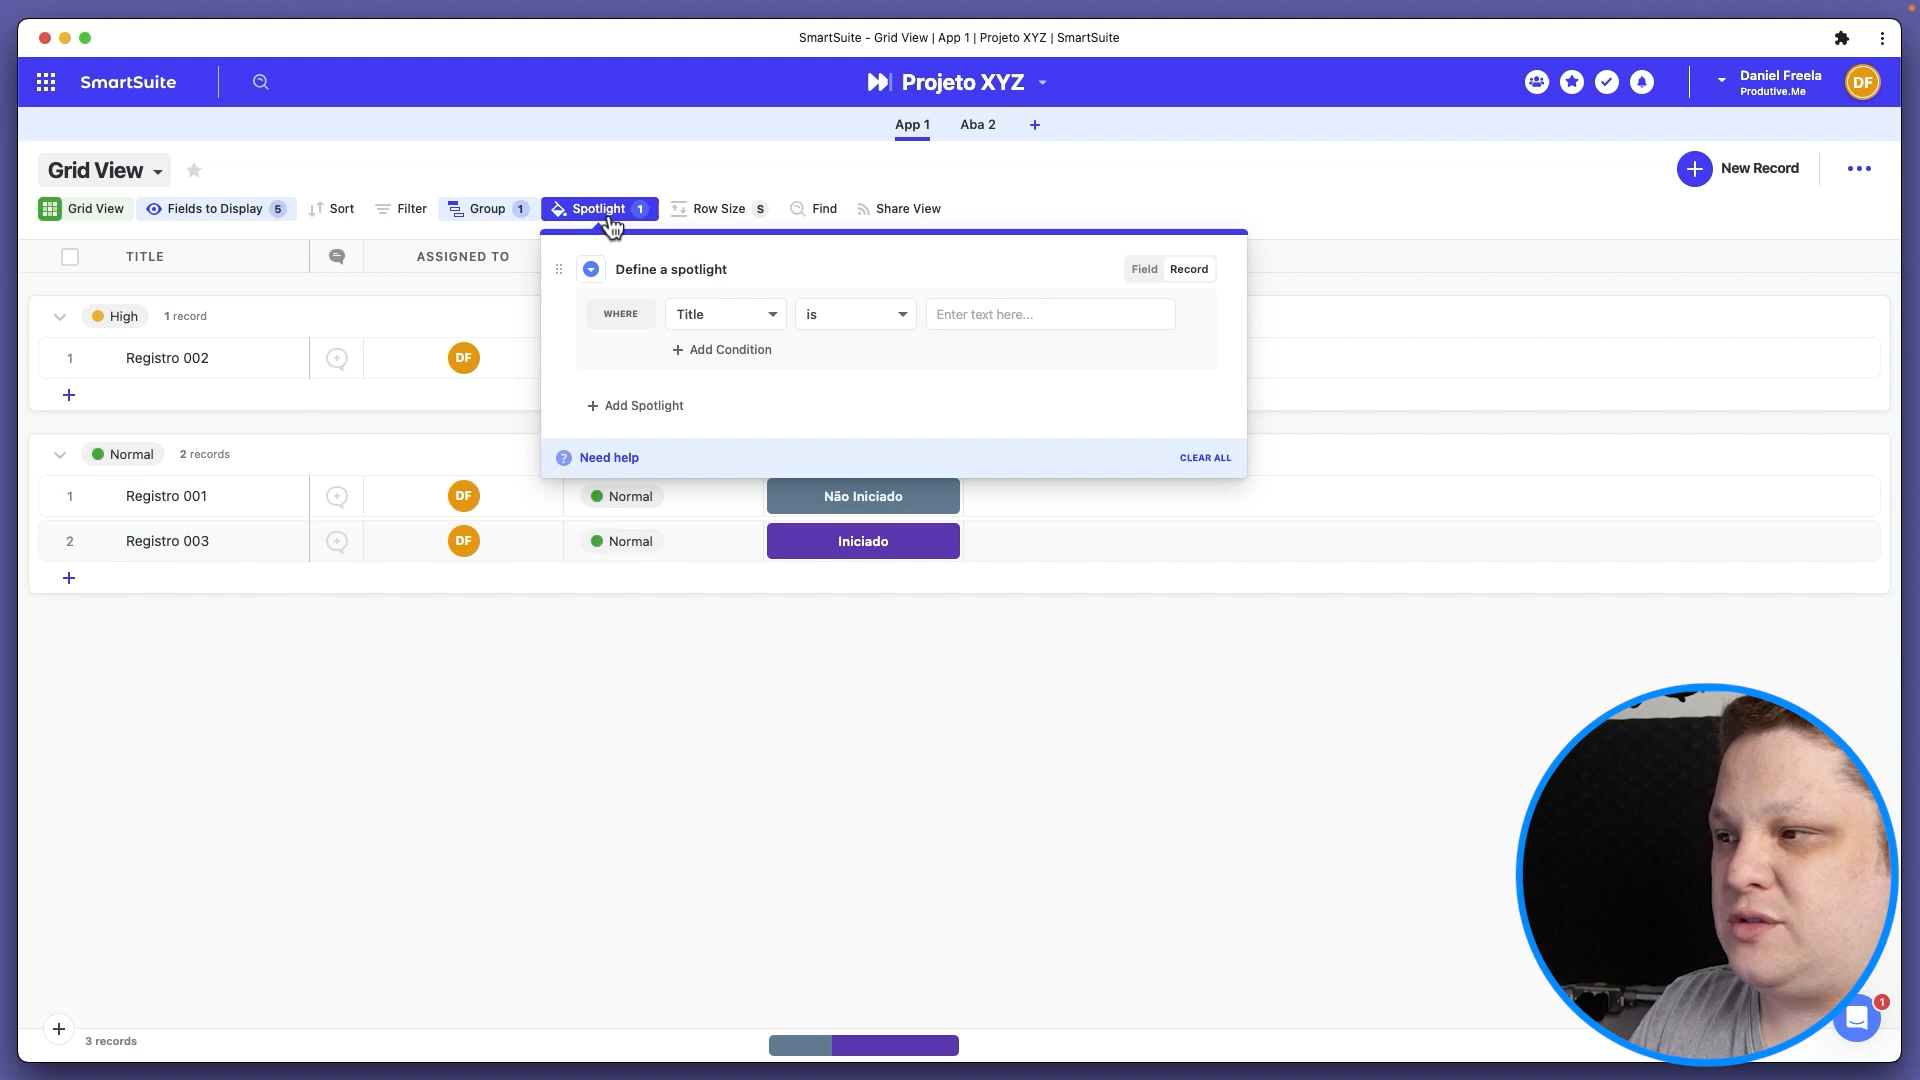 SmartSuite - Grid View | App 1 | Projeto XYZ | SmartSuite
SmartSuite
Projeto XYZ
Daniel Freela
Produtive.Me
DF
App 1
Aba 2
+
Grid View
New Record
Grid View
Fields to Display 5
Sort
Filter
Group 1
Spotlight 1
Row Size S
Find
Share View
TITLE
ASSIGNED TO
Define a spotlight
Field Record
WHERE
Title
is
Enter text here...
+ Add Condition
+ Add Spotlight
? Need help
CLEAR ALL
High
1 record
1
Registro 002
DF
+
Normal
2 records
1
Registro 001
DF
Normal
Não Iniciado
2
Registro 003
DF
Normal
Iniciado
+
+
3 records
1